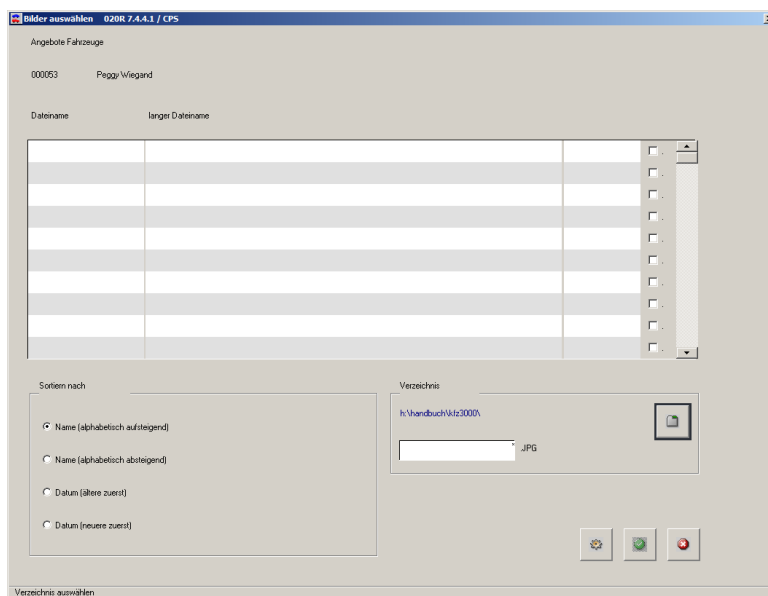 Bilder auswählen 020R 7.4.4.1 / CPS
Angebote Fahrzeuge
000053 Peggy Wiegand
Dateiname langer Dateiname
Sortiern nach
Name (alphabetisch aufsteigend)
Name (alphabetisch absteigend)
Datum (ältere zuerst)
Datum (neuere zuerst)
Verzeichnis
h:\handbuch\kfz3000\
* .JPG
Verzeichnis auswählen